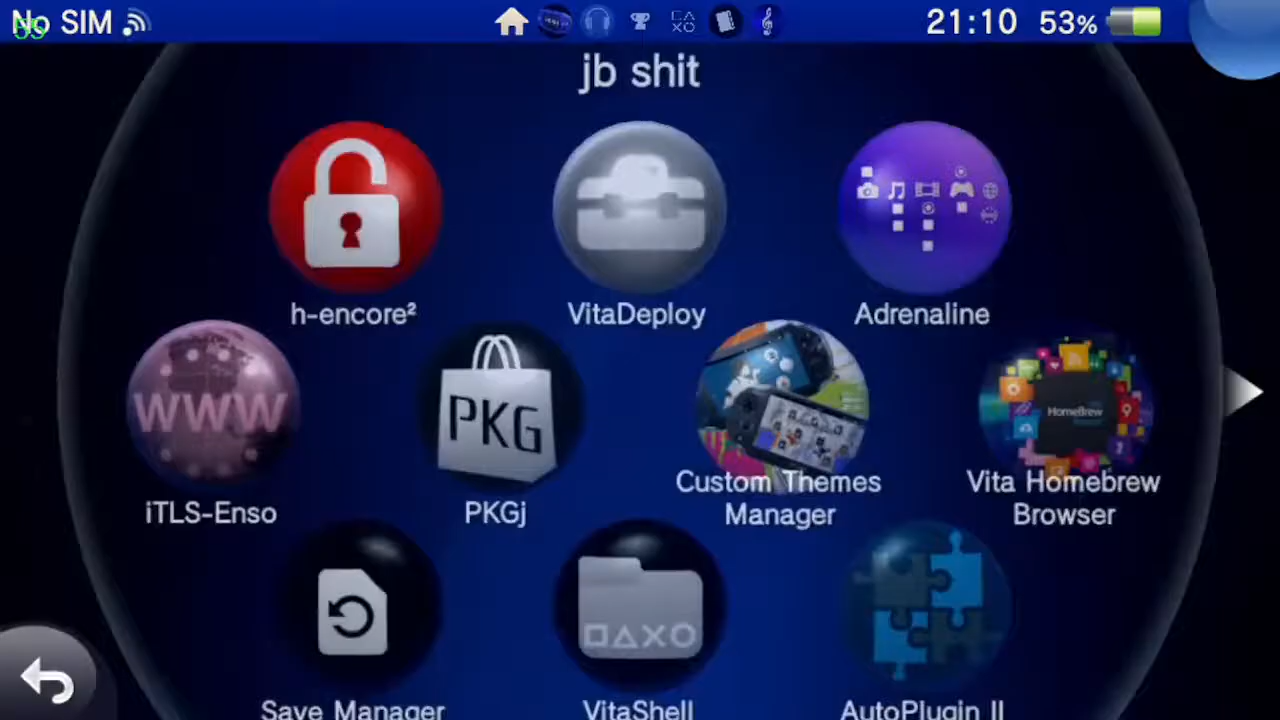 No SIM
55
21:10
53%
jb shit
h-encore²
VitaDeploy
Adrenaline
WWW
iTLS-Enso
PKG
PKGj
Custom Themes
Manager
HomeBrew
Vita Homebrew
Browser
Save Manager
VitaShell
AutoPlugin II